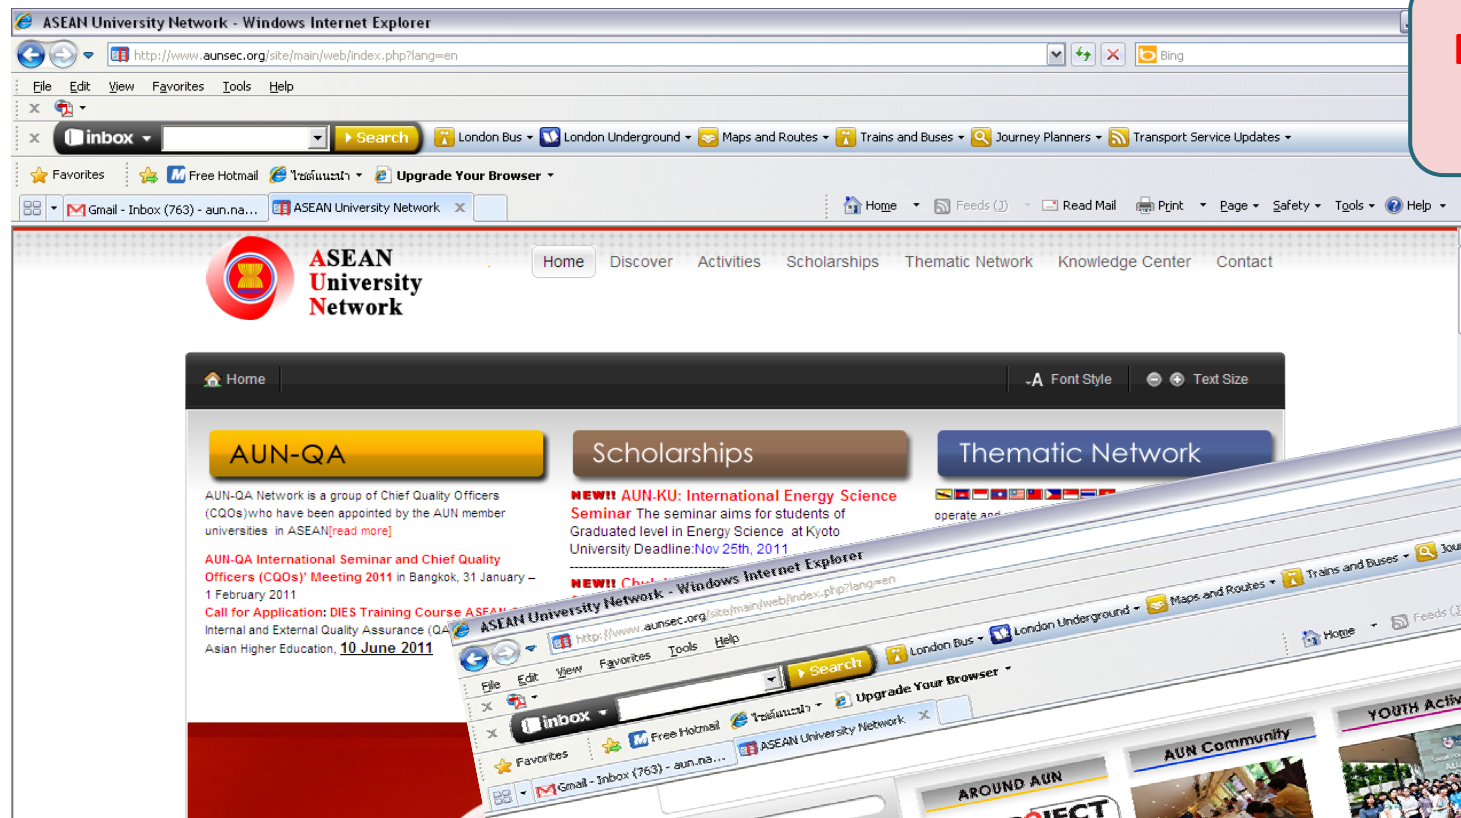 ASEAN University Network - Windows Internet Explorer
http://www.aunsec.org/site/main/web/index.php?lang=en
Bing
File Edit View Favorites Tools Help
inbox Search London Bus London Underground Maps and Routes Trains and Buses Journey Planners Transport Service Updates
Favorites Free Hotmail ไซต์แนะนำ Upgrade Your Browser
Gmail - Inbox (763) - aun.na... ASEAN University Network Home Feeds (J) Read Mail Print Page Safety Tools Help
ASEAN
University
Network
Home Discover Activities Scholarships Thematic Network Knowledge Center Contact
Home Font Style Text Size
AUN-QA
AUN-QA Network is a group of Chief Quality Officers
(CQOs)who have been appointed by the AUN member
universities in ASEAN[read more]
AUN-QA International Seminar and Chief Quality
Officers (CQOs)' Meeting 2011 in Bangkok, 31 January –
1 February 2011
Call for Application: DIES Training Course ASEAN
Internal and External Quality Assurance (QA
Asian Higher Education, 10 June 2011
Scholarships
NEW!! AUN-KU: International Energy Science
Seminar The seminar aims for students of
Graduated level in Energy Science at Kyoto
University Deadline:Nov 25th, 2011
NEW!!
Thematic Network
operate and
ASEAN University Network - Windows Internet Explorer
http://www.aunsec.org/site/main/web/index.php?lang=en
File Edit View Favorites Tools Help
inbox Search London Bus London Underground Maps and Routes Trains and Buses
Favorites Free Hotmail ไซต์แนะนำ Upgrade Your Browser
Gmail - Inbox (763) - aun.na... ASEAN University Network Home Feeds
AROUND AUN
AUN Community
YOUTH